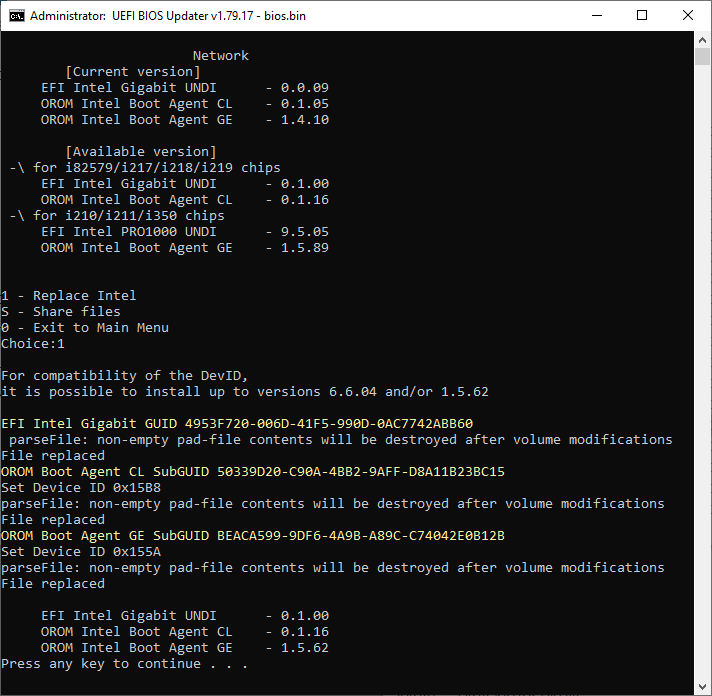 Administrator: UEFI BIOS Updater v1.79.17 - bios.bin
Network
[Current version]
EFI Intel Gigabit UNDI - 0.0.09
OROM Intel Boot Agent CL - 0.1.05
OROM Intel Boot Agent GE - 1.4.10
[Available version]
-\ for i82579/i217/i218/i219 chips
EFI Intel Gigabit UNDI - 0.1.00
OROM Intel Boot Agent CL - 0.1.16
-\ for i210/i211/i350 chips
EFI Intel PRO1000 UNDI - 9.5.05
OROM Intel Boot Agent GE - 1.5.89
1 - Replace Intel
S - Share files
0 - Exit to Main Menu
Choice:1
For compatibility of the DevID,
it is possible to install up to versions 6.6.04 and/or 1.5.62
EFI Intel Gigabit GUID 4953F720-006D-41F5-990D-0AC7742ABB60
parseFile: non-empty pad-file contents will be destroyed after volume modifications
File replaced
OROM Boot Agent CL SubGUID 50339D20-C90A-4BB2-9AFF-D8A11B23BC15
Set Device ID 0x15B8
parseFile: non-empty pad-file contents will be destroyed after volume modifications
File replaced
OROM Boot Agent GE SubGUID BEACA599-9DF6-4A9B-A89C-C74042E0B12B
Set Device ID 0x155A
parseFile: non-empty pad-file contents will be destroyed after volume modifications
File replaced
EFI Intel Gigabit UNDI - 0.1.00
OROM Intel Boot Agent CL - 0.1.16
OROM Intel Boot Agent GE - 1.5.62
Press any key to continue . . .